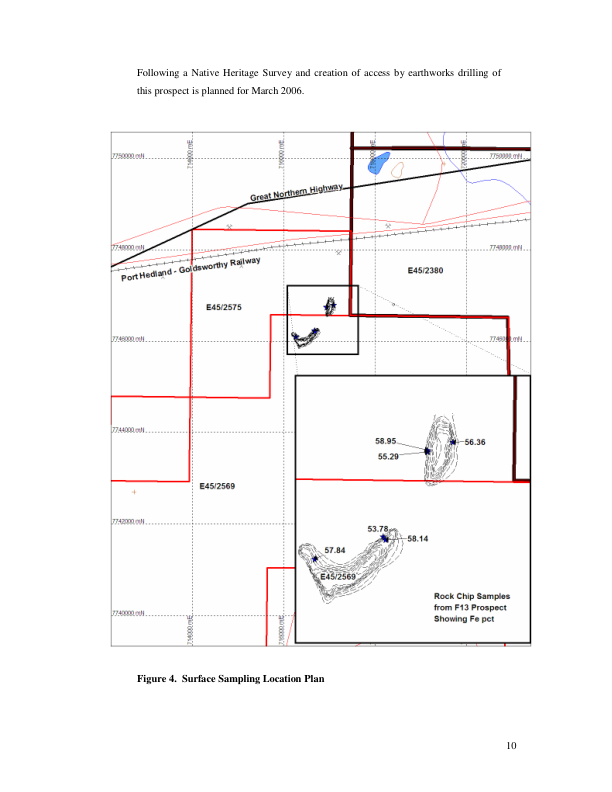 Following a Native Heritage Survey and creation of access by earthworks drilling of
this prospect is planned for March 2006.
7750000 mN
7750000 mN
Great Northern Highway
7748000 mN
7748000 mN
Port Hedland - Goldsworthy Railway
E45/2380
E45/2575
7746000 mN
7744000 mN
58.95
56.36
55.29
E45/2569
7742000 mN
53.78
58.14
57.84
E45/2569
Rock Chip Samples
from F13 Prospect
Showing Fe pct
7740000 mN
Figure 4. Surface Sampling Location Plan
10